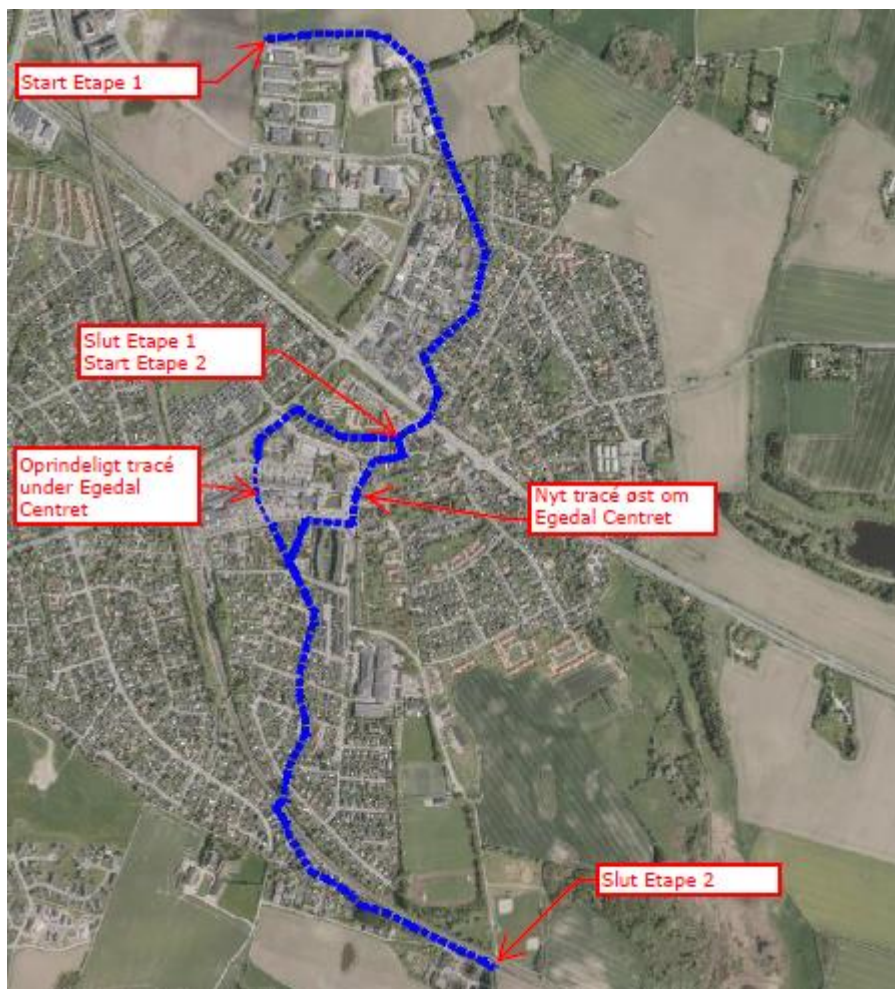 Start Etape 1
Slut Etape 1
Start Etape 2
Oprindeligt tracé
under Egedal
Centret
Nyt tracé øst om
Egedal Centret
Slut Etape 2